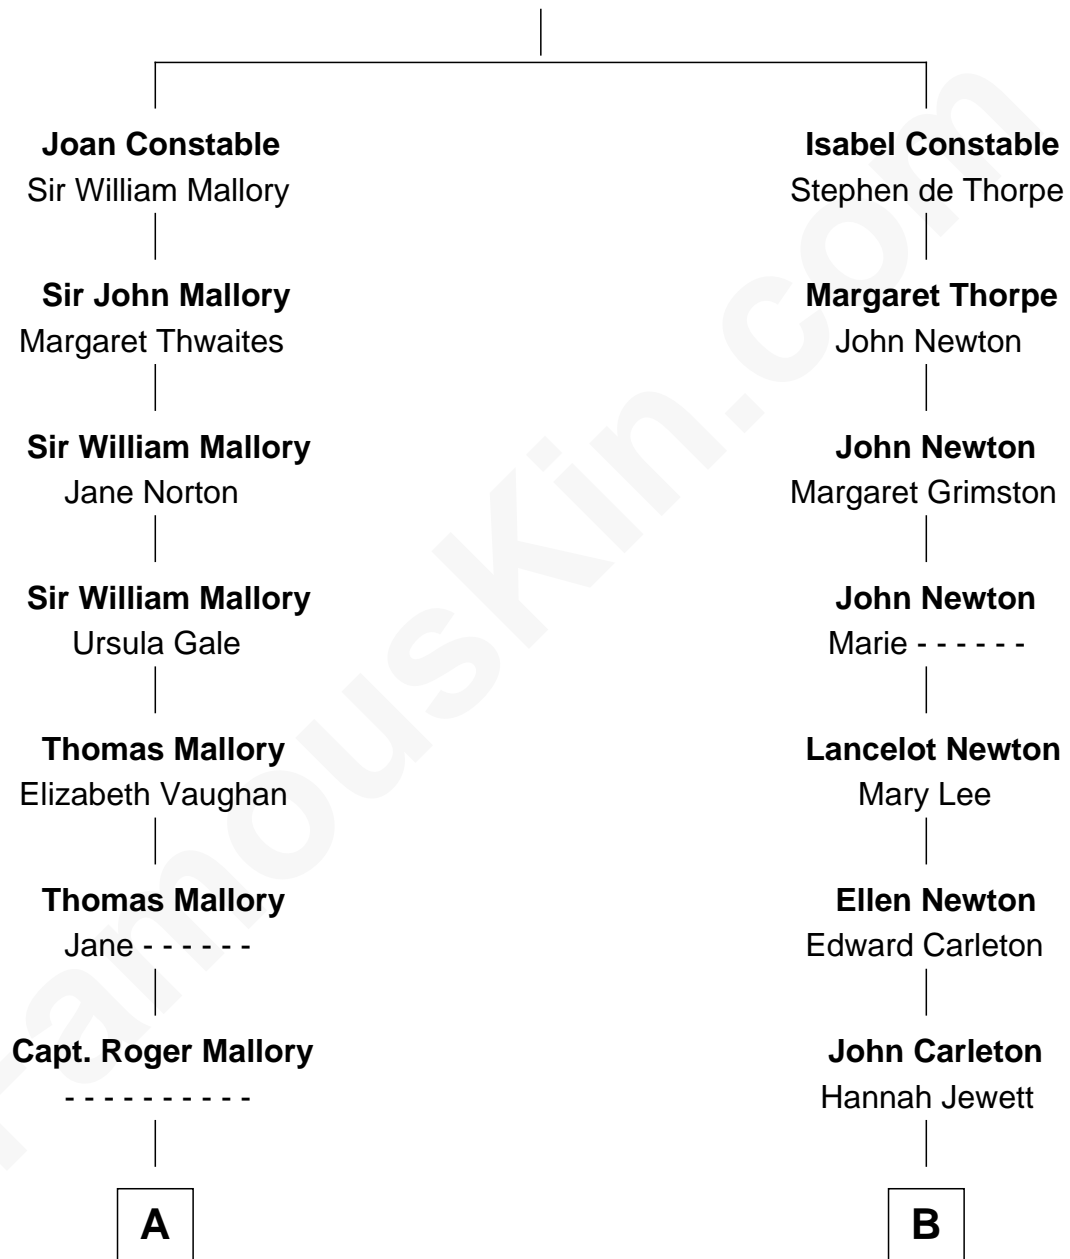 Joan Constable
Sir William Mallory
Isabel Constable
Stephen de Thorpe
Sir John Mallory
Margaret Thwaites
Margaret Thorpe
John Newton
Sir William Mallory
Jane Norton
John Newton
Margaret Grimston
Sir William Mallory
Ursula Gale
John Newton
Marie - - - - - -
Thomas Mallory
Elizabeth Vaughan
Lancelot Newton
Mary Lee
Thomas Mallory
Jane - - - - - -
Ellen Newton
Edward Carleton
Capt. Roger Mallory
- - - - - - - - - -
John Carleton
Hannah Jewett
A
B
FamousKin.com